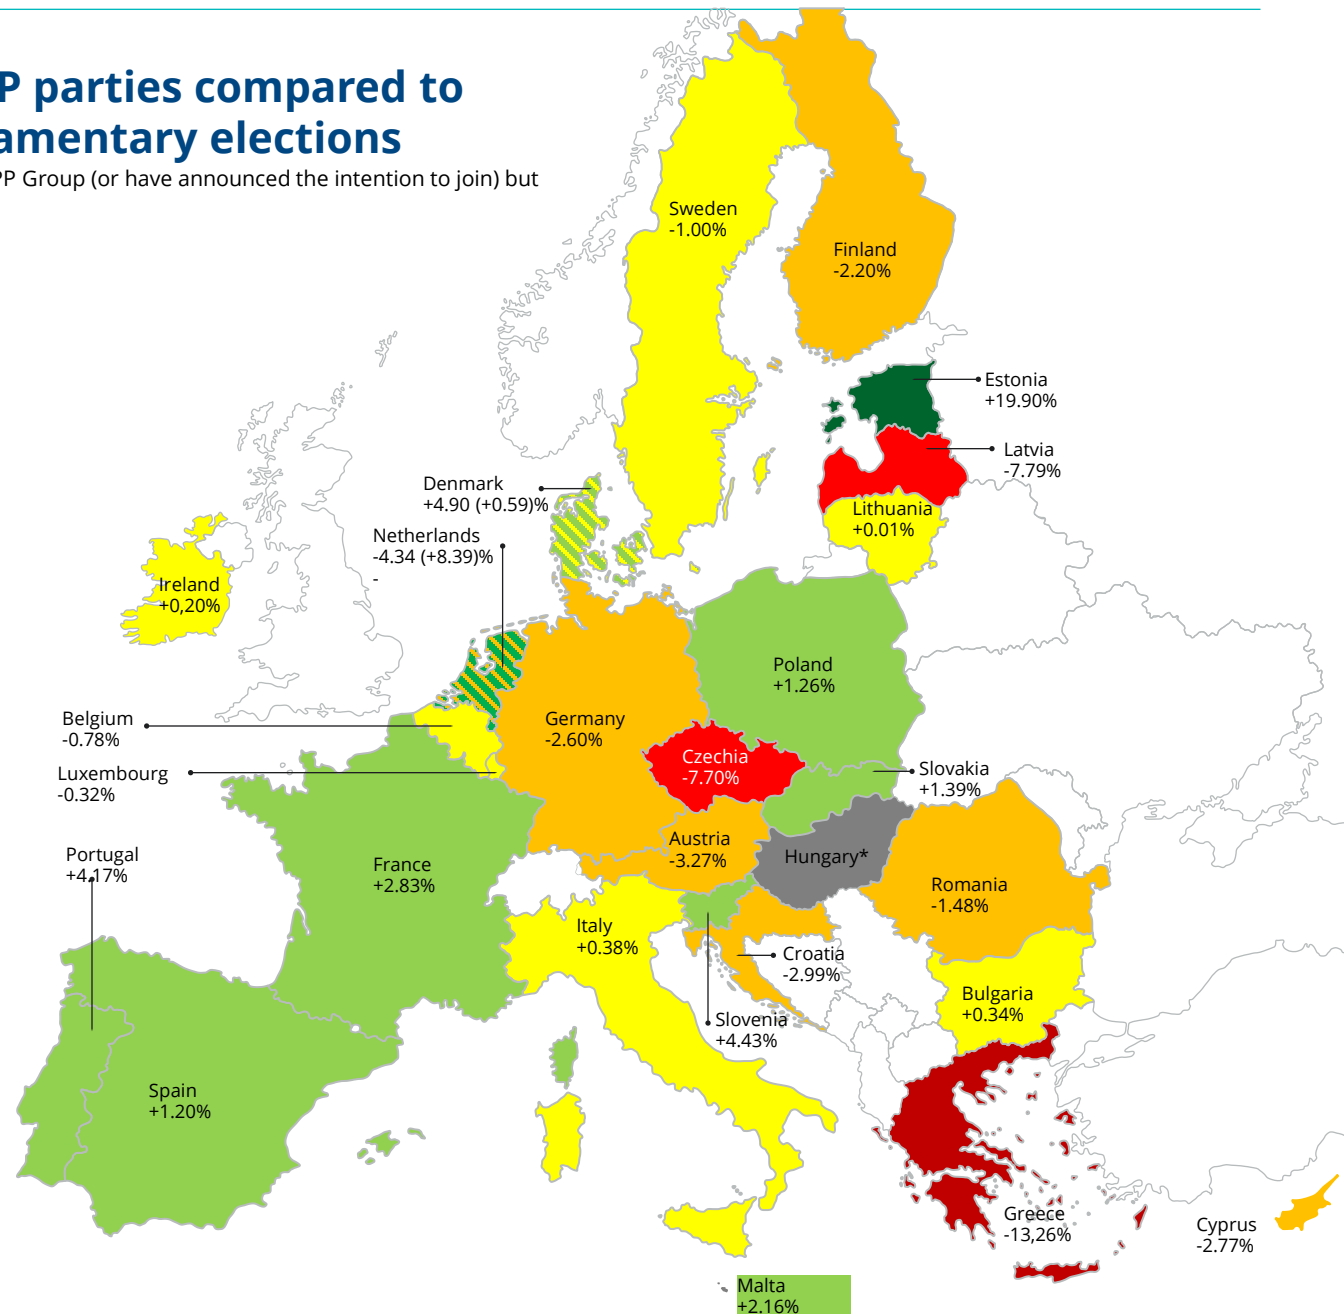 P parties compared to
amentary elections
PP Group (or have announced the intention to join) but
Sweden
-1.00%
Finland
-2.20%
Estonia
+19.90%
Latvia
-7.79%
Lithuania
+0.01%
Denmark
+4.90 (+0.59)%
Netherlands
-4.34 (+8.39)%
-
Ireland
+0,20%
Poland
+1.26%
Belgium
-0.78%
Germany
-2.60%
Czechia
-7.70%
Luxembourg
-0.32%
Slovakia
+1.39%
Portugal
+4.17%
France
+2.83%
Austria
-3.27%
Hungary*
Romania
-1.48%
Italy
+0.38%
Croatia
-2.99%
Bulgaria
+0.34%
Slovenia
+4.43%
Spain
+1.20%
Greece
-13,26%
Cyprus
-2.77%
Malta
+2.16%